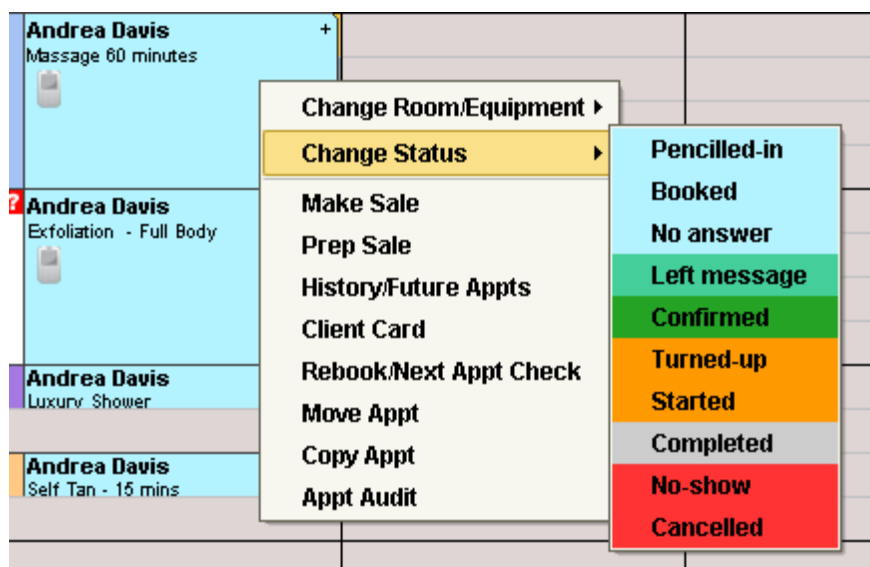 Andrea Davis +
Massage 60 minutes
?
Andrea Davis
Exfoliation - Full Body
Andrea Davis
Luxury Shower
Andrea Davis
Self Tan - 15 mins
Change Room/Equipment
Change Status
Make Sale
Prep Sale
History/Future Appts
Client Card
Rebook/Next Appt Check
Move Appt
Copy Appt
Appt Audit
Pencilled-in
Booked
No answer
Left message
Confirmed
Turned-up
Started
Completed
No-show
Cancelled